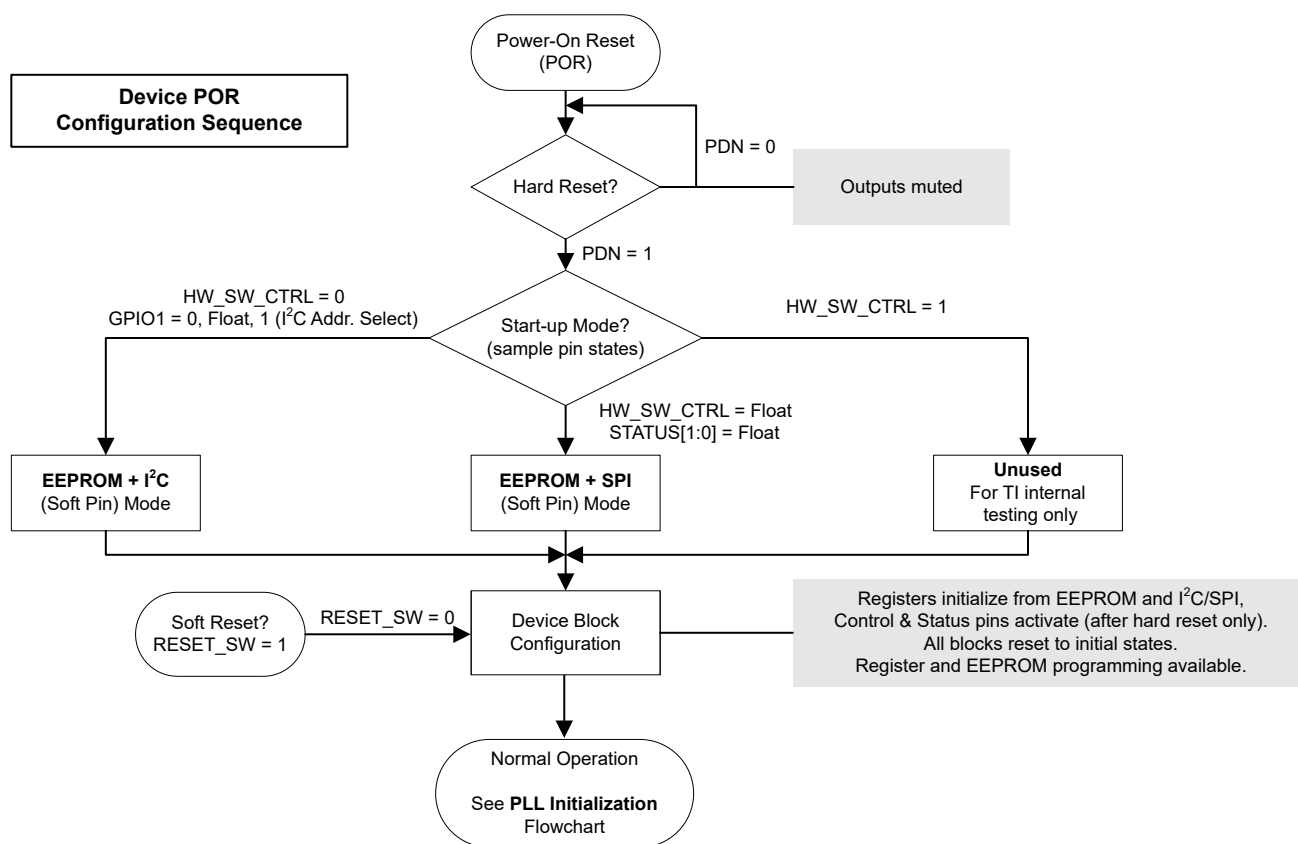 Power-On Reset
(POR)
Device POR
Configuration Sequence
PDN = 0
Hard Reset?
Outputs muted
PDN = 1
HW_SW_CTRL = 0
GPIO1 = 0, Float, 1 (I²C Addr. Select)
Start-up Mode?
(sample pin states)
HW_SW_CTRL = 1
HW_SW_CTRL = Float
STATUS[1:0] = Float
EEPROM + I²C
(Soft Pin) Mode
EEPROM + SPI
(Soft Pin) Mode
Unused
For TI internal
testing only
Soft Reset?
RESET_SW = 1
RESET_SW = 0
Device Block
Configuration
Registers initialize from EEPROM and I²C/SPI,
Control & Status pins activate (after hard reset only).
All blocks reset to initial states.
Register and EEPROM programming available.
Normal Operation
See PLL Initialization
Flowchart